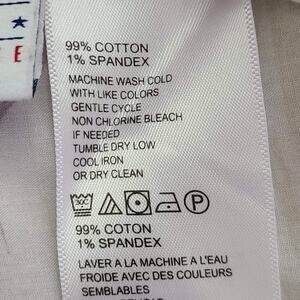 E
99% COTTON
1% SPANDEX
MACHINE WASH COLD
WITH LIKE COLORS
GENTLE CYCLE
NON CHLORINE BLEACH
IF NEEDED
TUMBLE DRY LOW
COOL IRON
OR DRY CLEAN
P
99% COTTON
1% SPANDEX
LAVER A LA MACHINE A L'EAU
FROIDE AVEC DES COULEURS
SEMBLABLES